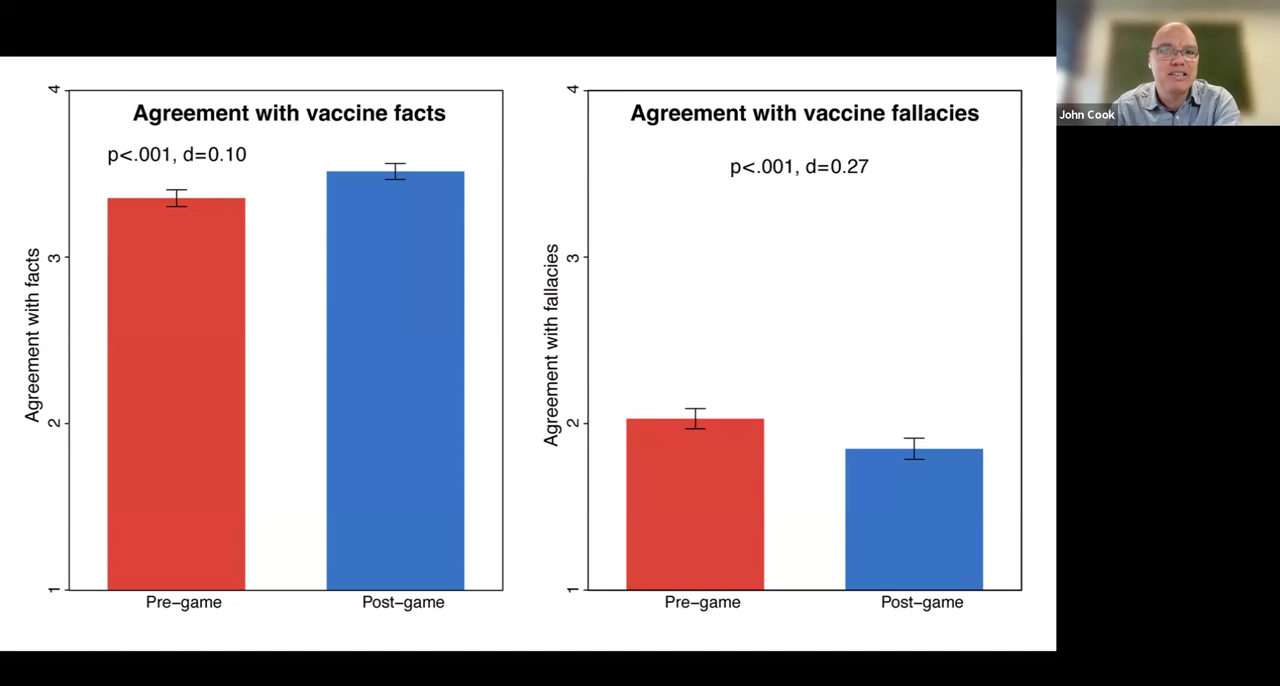 Agreement with vaccine facts
p<.001, d=0.10
Agreement with facts
4
3
2
1
Pre-game
Post-game
Agreement with vaccine fallacies
p<.001, d=0.27
Agreement with fallacies
4
3
2
1
Pre-game
Post-game
John Cook